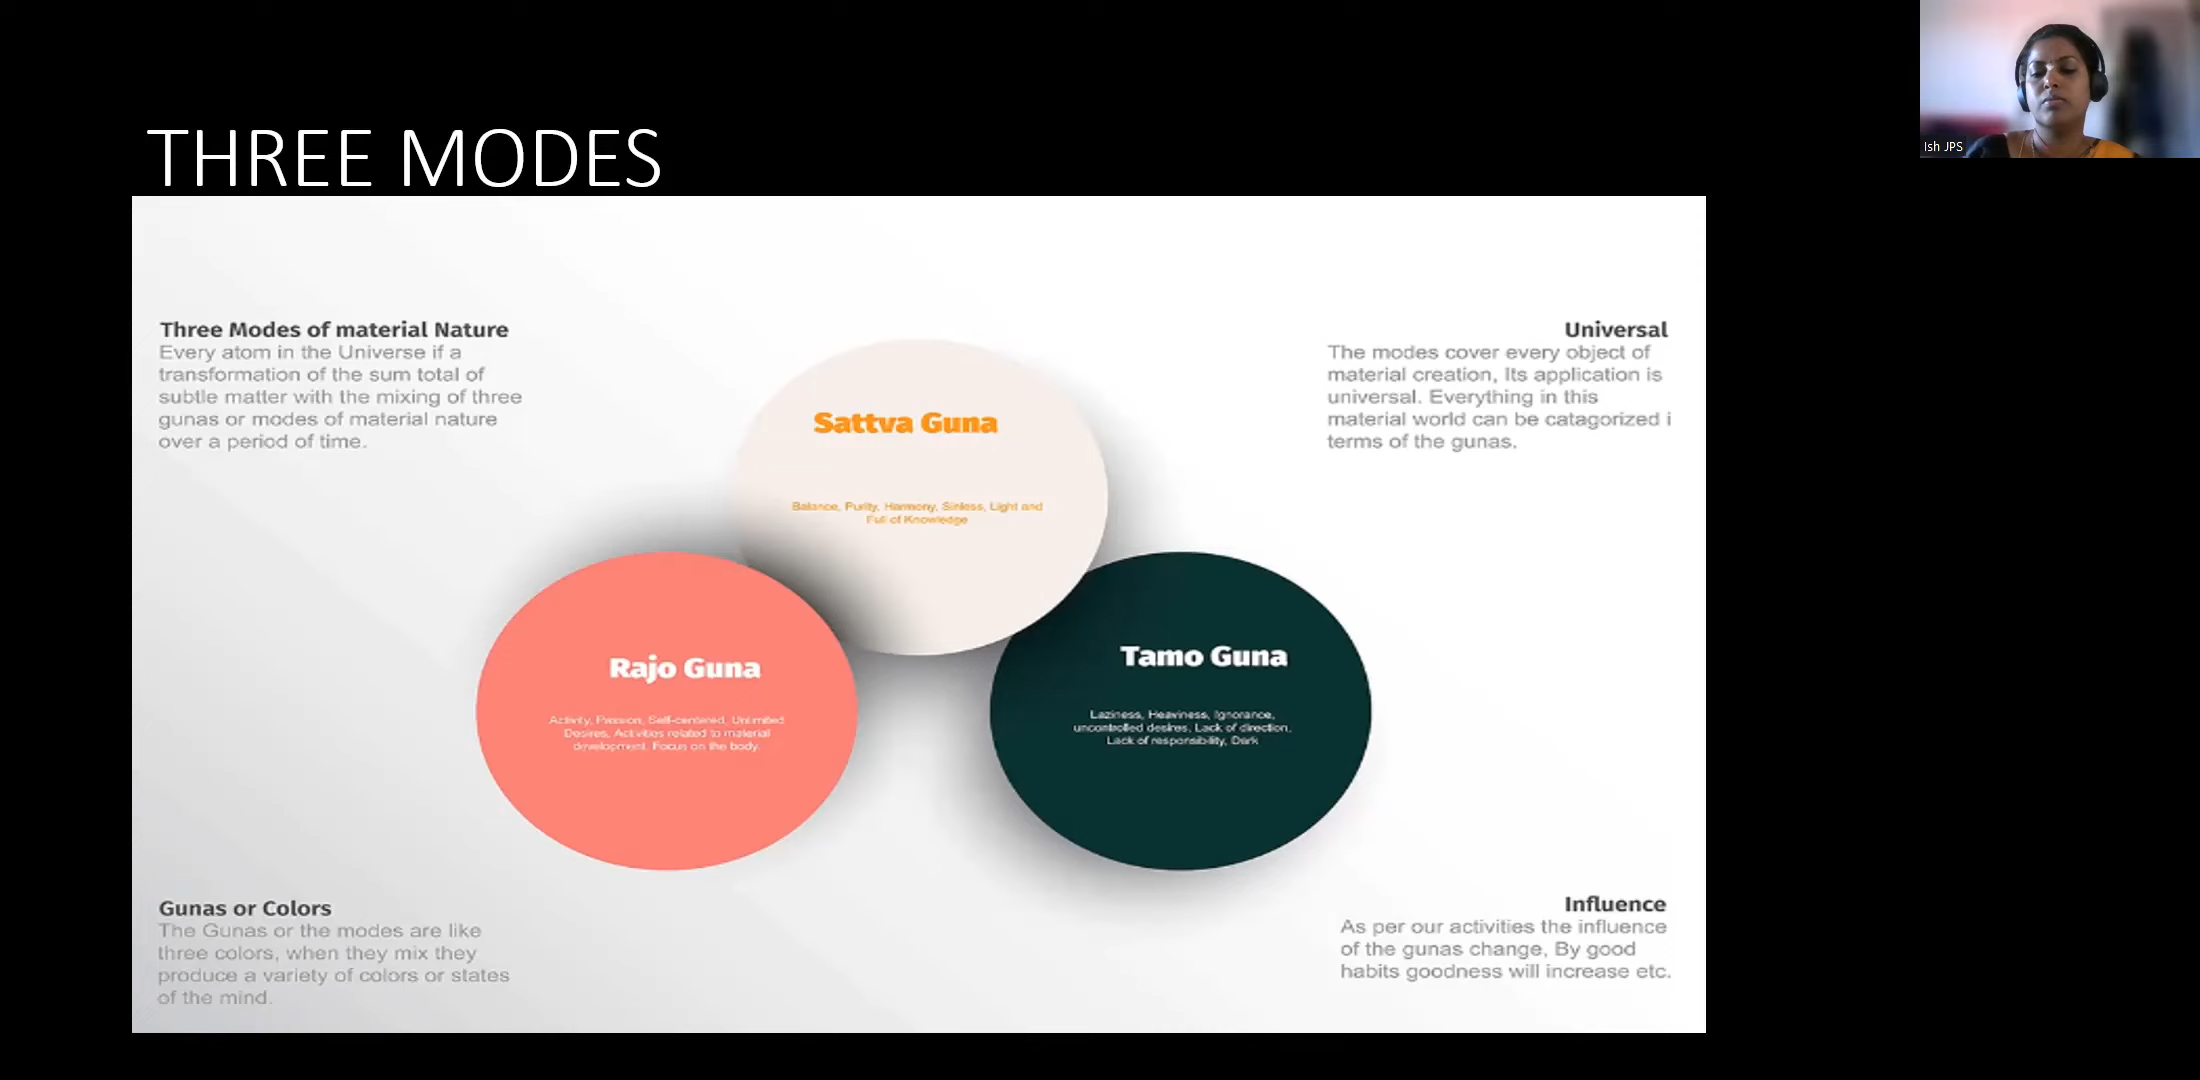 THREE MODES
Ish JPS
Three Modes of material Nature
Every atom in the Universe if a
transformation of the sum total of
subtle matter with the mixing of three
gunas or modes of material nature
over a period of time.
Universal
The modes cover every object of
material creation, Its application is
universal. Everything in this
material world can be catagorized i
terms of the gunas.
Sattva Guna
Balance, Purity, Harmony, Sinless, Light and
Full of Knowledge
Rajo Guna
Activity, Passion, Self-centered, Unlimited
Desires, Activities related to material
development. Focus on the body.
Tamo Guna
Laziness, Heaviness, Ignorance,
uncontrolled desires, Lack of direction,
Lack of responsibility, Dark
Gunas or Colors
The Gunas or the modes are like
three colors, when they mix they
produce a variety of colors or states
of the mind.
Influence
As per our activities the influence
of the gunas change, By good
habits goodness will increase etc.